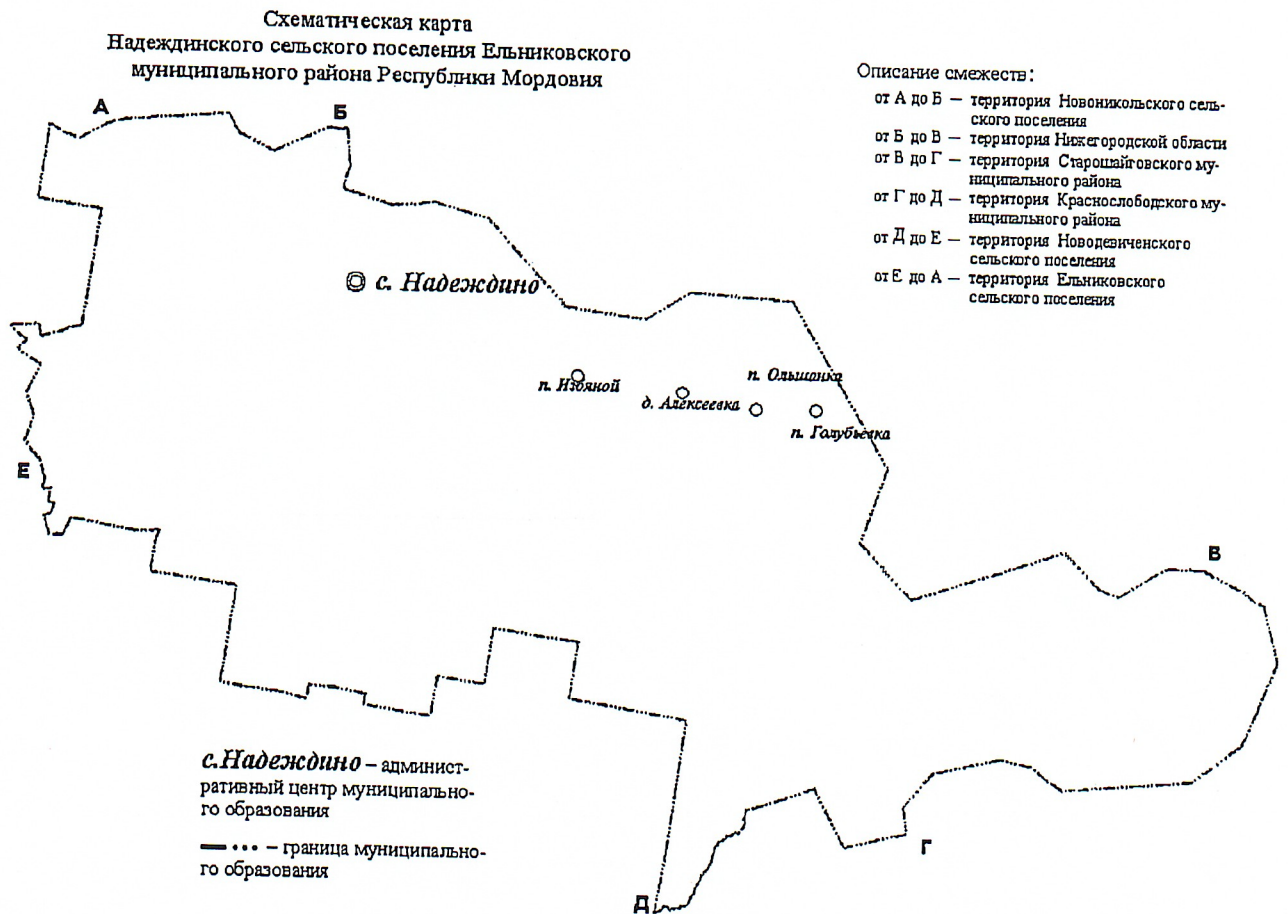 Схематическая карта
Надеждинского сельского поселения Ельниковского
муниципального района Республики Мордовия
Описание смежеств:
от А до Б — территория Новоникольского сель-
ского поселения
от Б до В — территория Нижегородской области
от В до Г — территория Старошайговского му-
ниципального района
от Г до Д — территория Краснослободского му-
ниципального района
от Д до Е — территория Новодевиченского
сельского поселения
от Е до А — территория Ельниковского
сельского поселения
А
Б
с. Надеждино
п. Избяной
д. Алексеевка
п. Ольшанка
п. Голубьевка
Е
В
с.Надеждино – админист-
ративный центр муниципально-
го образования
– граница муниципально-
го образования
Г
Д